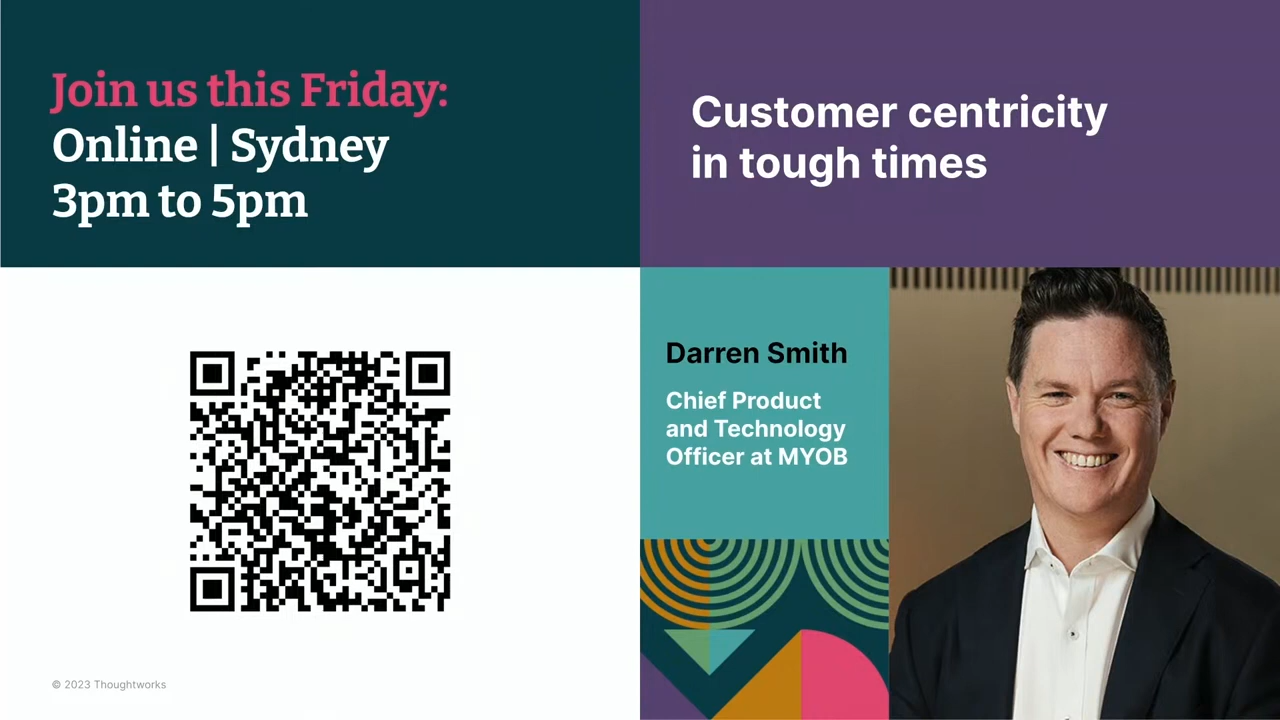 Join us this Friday:
Online | Sydney
3pm to 5pm
Customer centricity
in tough times
Darren Smith
Chief Product
and Technology
Officer at MYOB
© 2023 Thoughtworks